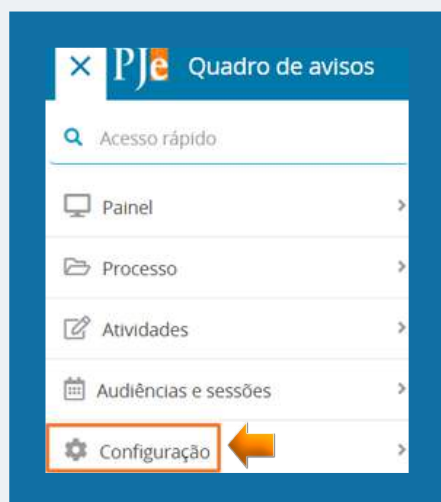 PJe Quadro de avisos
Acesso rápido
Painel
Processo
Atividades
Audiências e sessões
Configuração